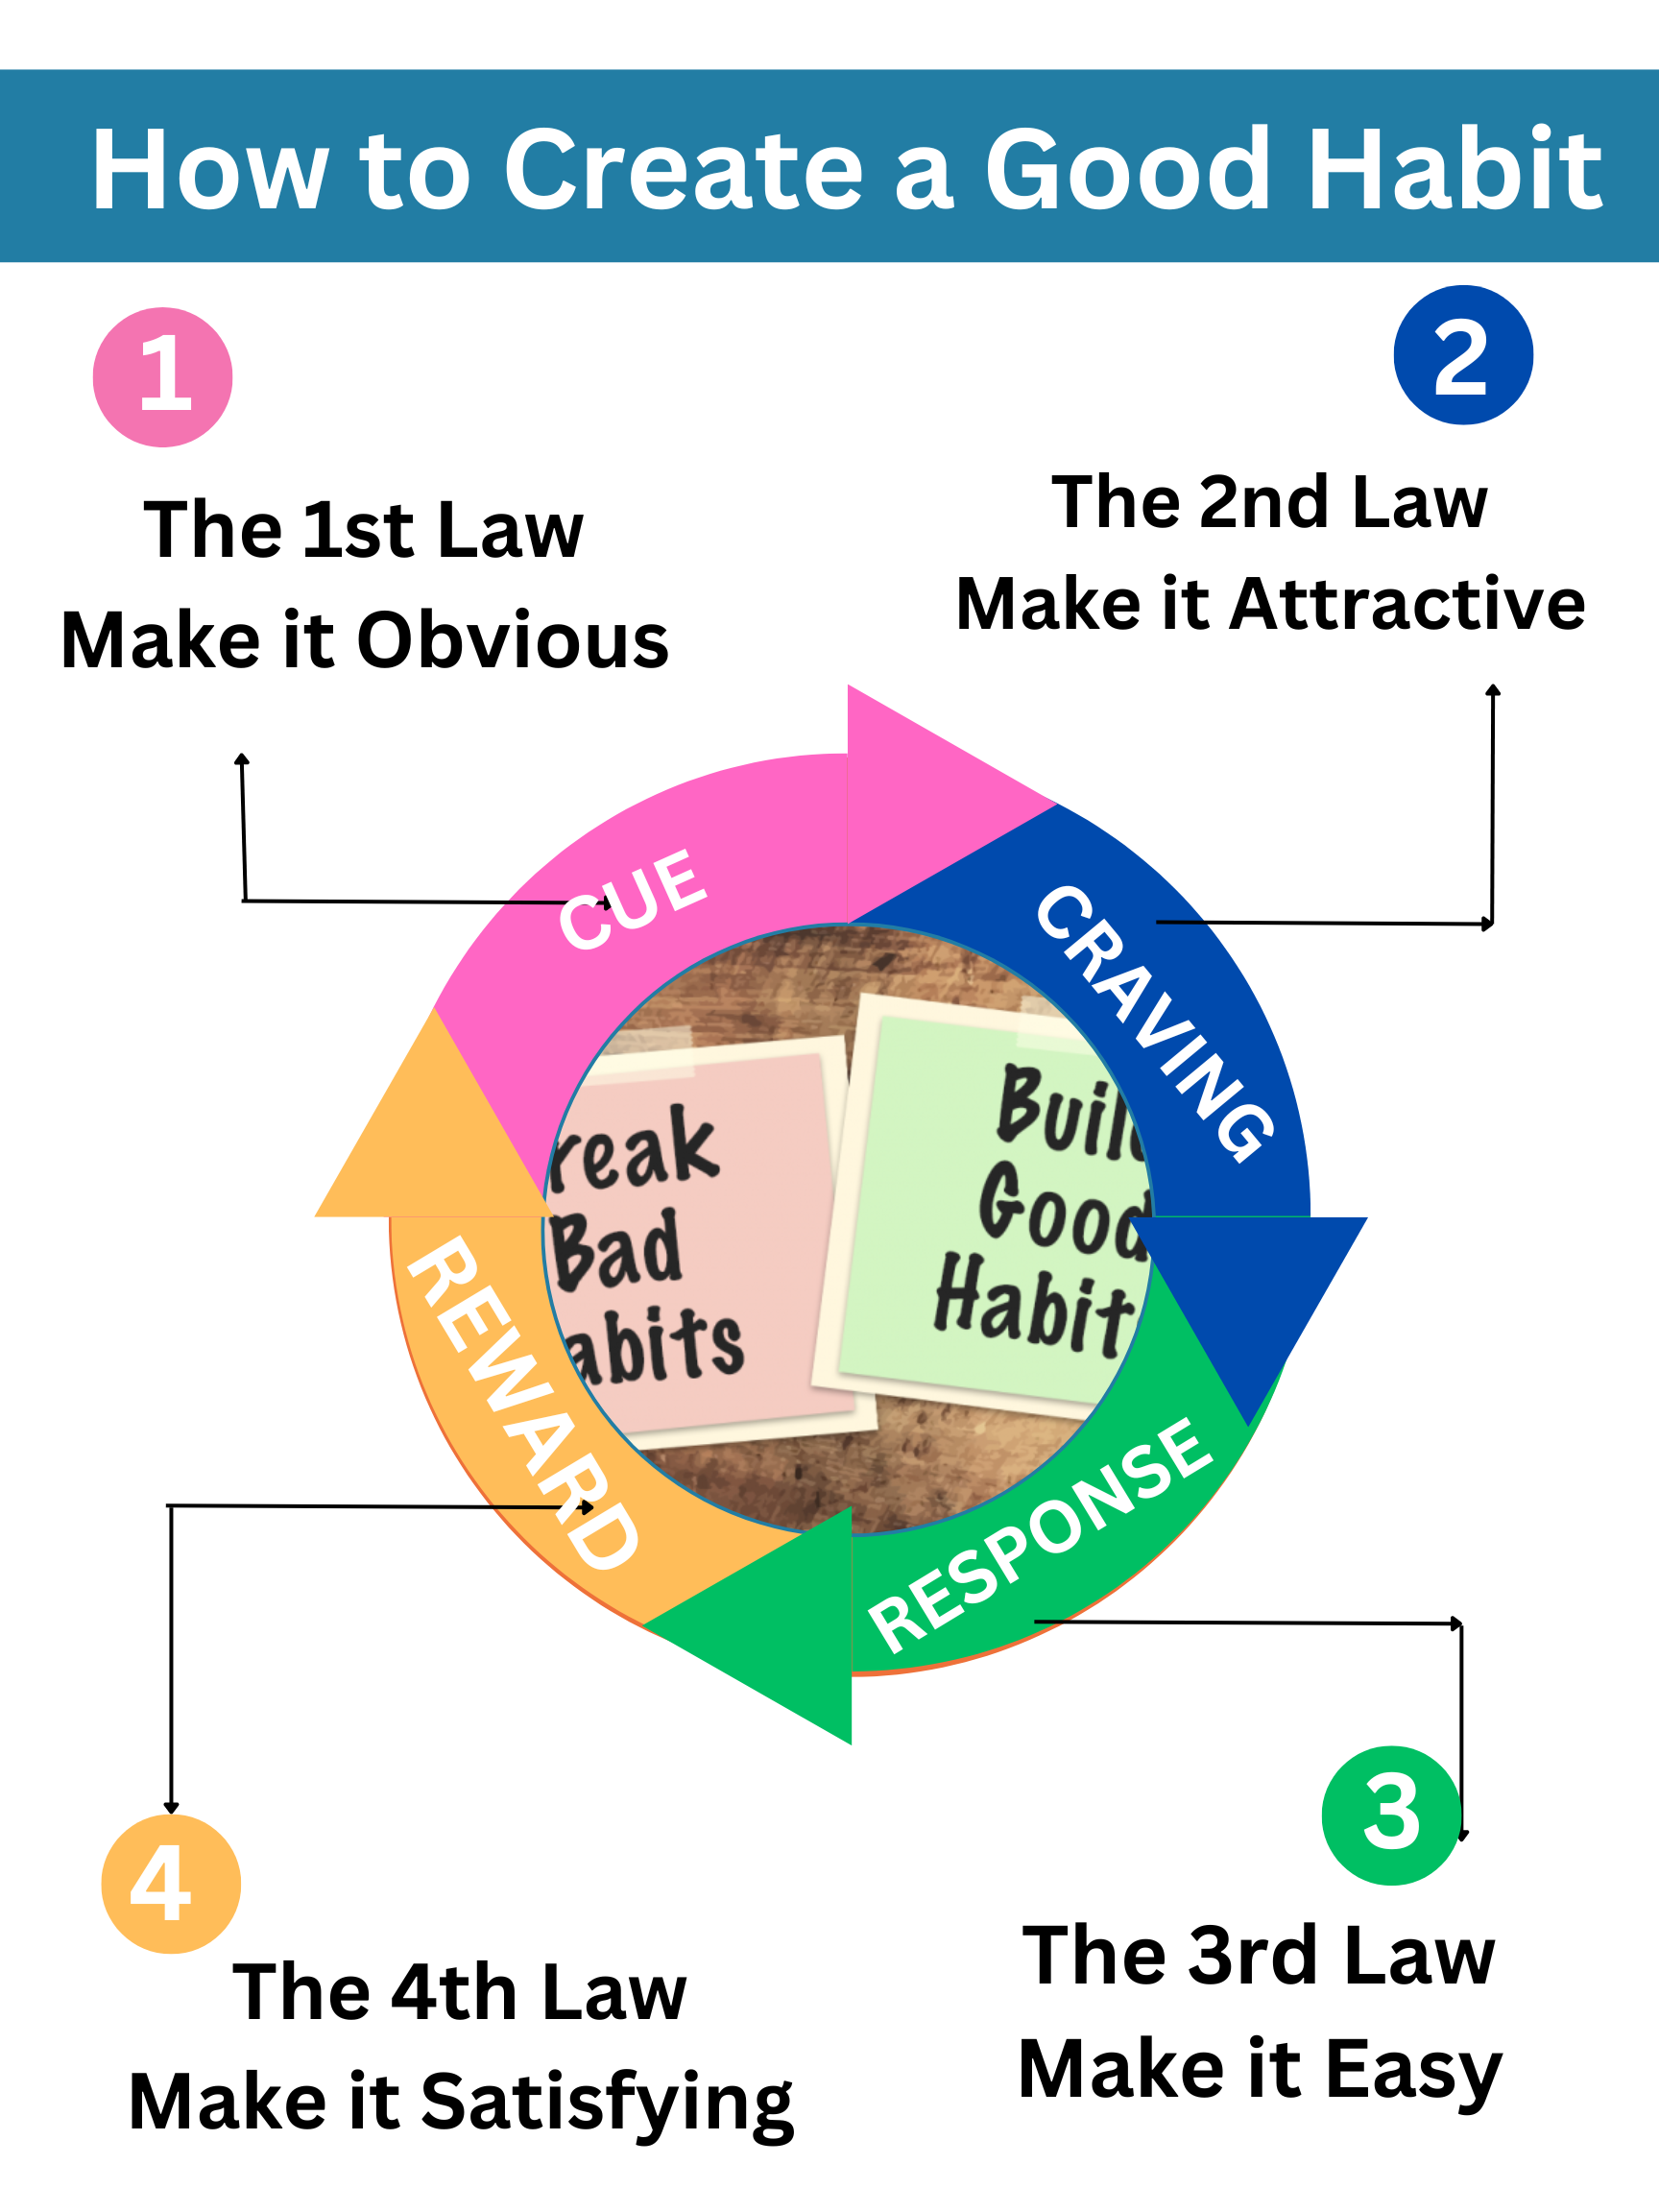 How to Create a Good Habit
1
The 1st Law
Make it Obvious
2
The 2nd Law
Make it Attractive
CUE
CRAVING
reak
Bad
abits
Buil
Good
Habit
REWARD
RESPONSE
4
The 4th Law
Make it Satisfying
3
The 3rd Law
Make it Easy